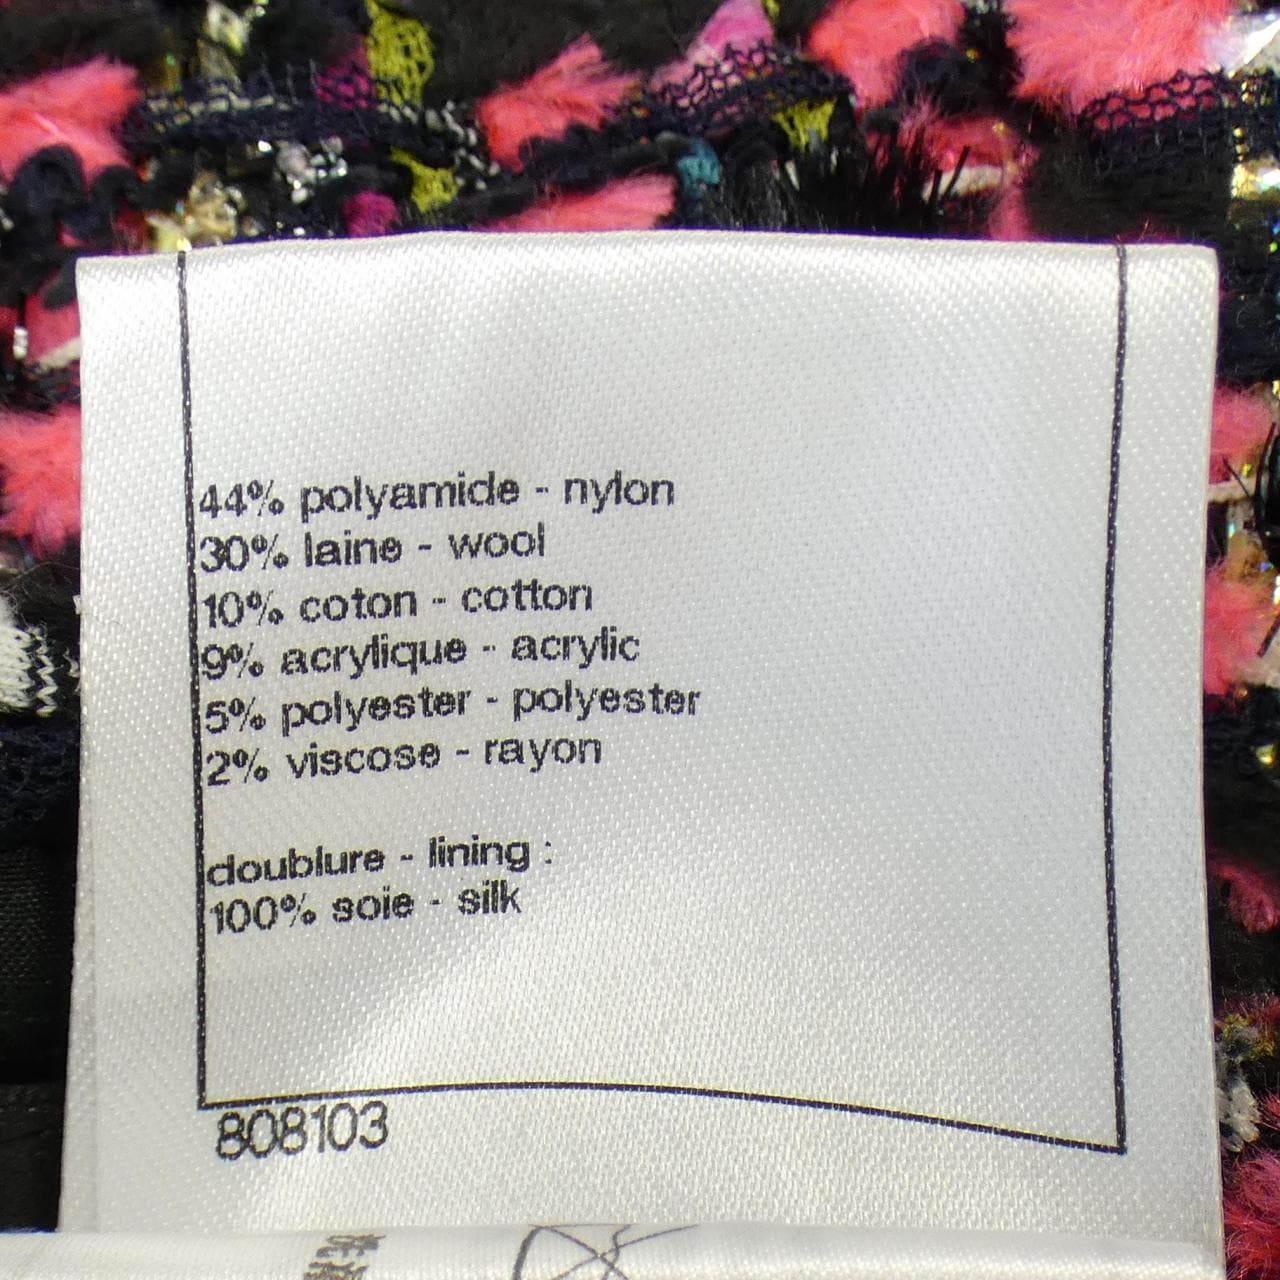 44% polyamide - nylon
30% laine - wool
10% coton - cotton
9% acrylique - acrylic
5% polyester - polyester
2% viscose - rayon
doublure - lining :
100% soie - silk
808103